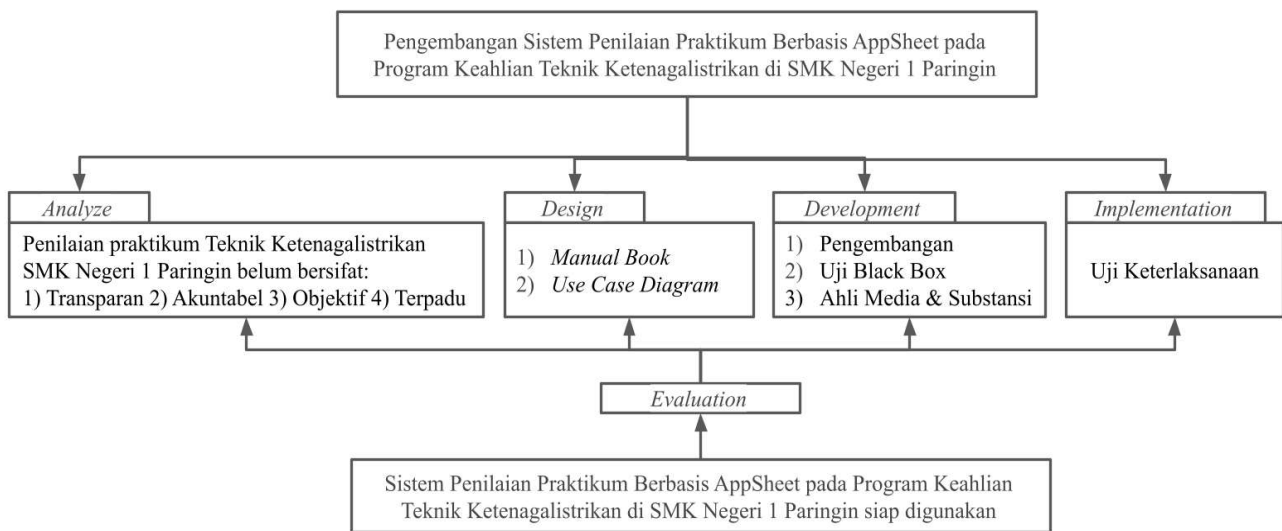 Pengembangan Sistem Penilaian Praktikum Berbasis AppSheet pada
Program Keahlian Teknik Ketenagalistrikan di SMK Negeri 1 Paringin
Analyze
Penilaian praktikum Teknik Ketenagalistrikan
SMK Negeri 1 Paringin belum bersifat:
1) Transparan 2) Akuntabel 3) Objektif 4) Terpadu
Design
1) Manual Book
2) Use Case Diagram
Development
1) Pengembangan
2) Uji Black Box
3) Ahli Media & Substansi
Implementation
Uji Keterlaksanaan
Evaluation
Sistem Penilaian Praktikum Berbasis AppSheet pada Program Keahlian
Teknik Ketenagalistrikan di SMK Negeri 1 Paringin siap digunakan